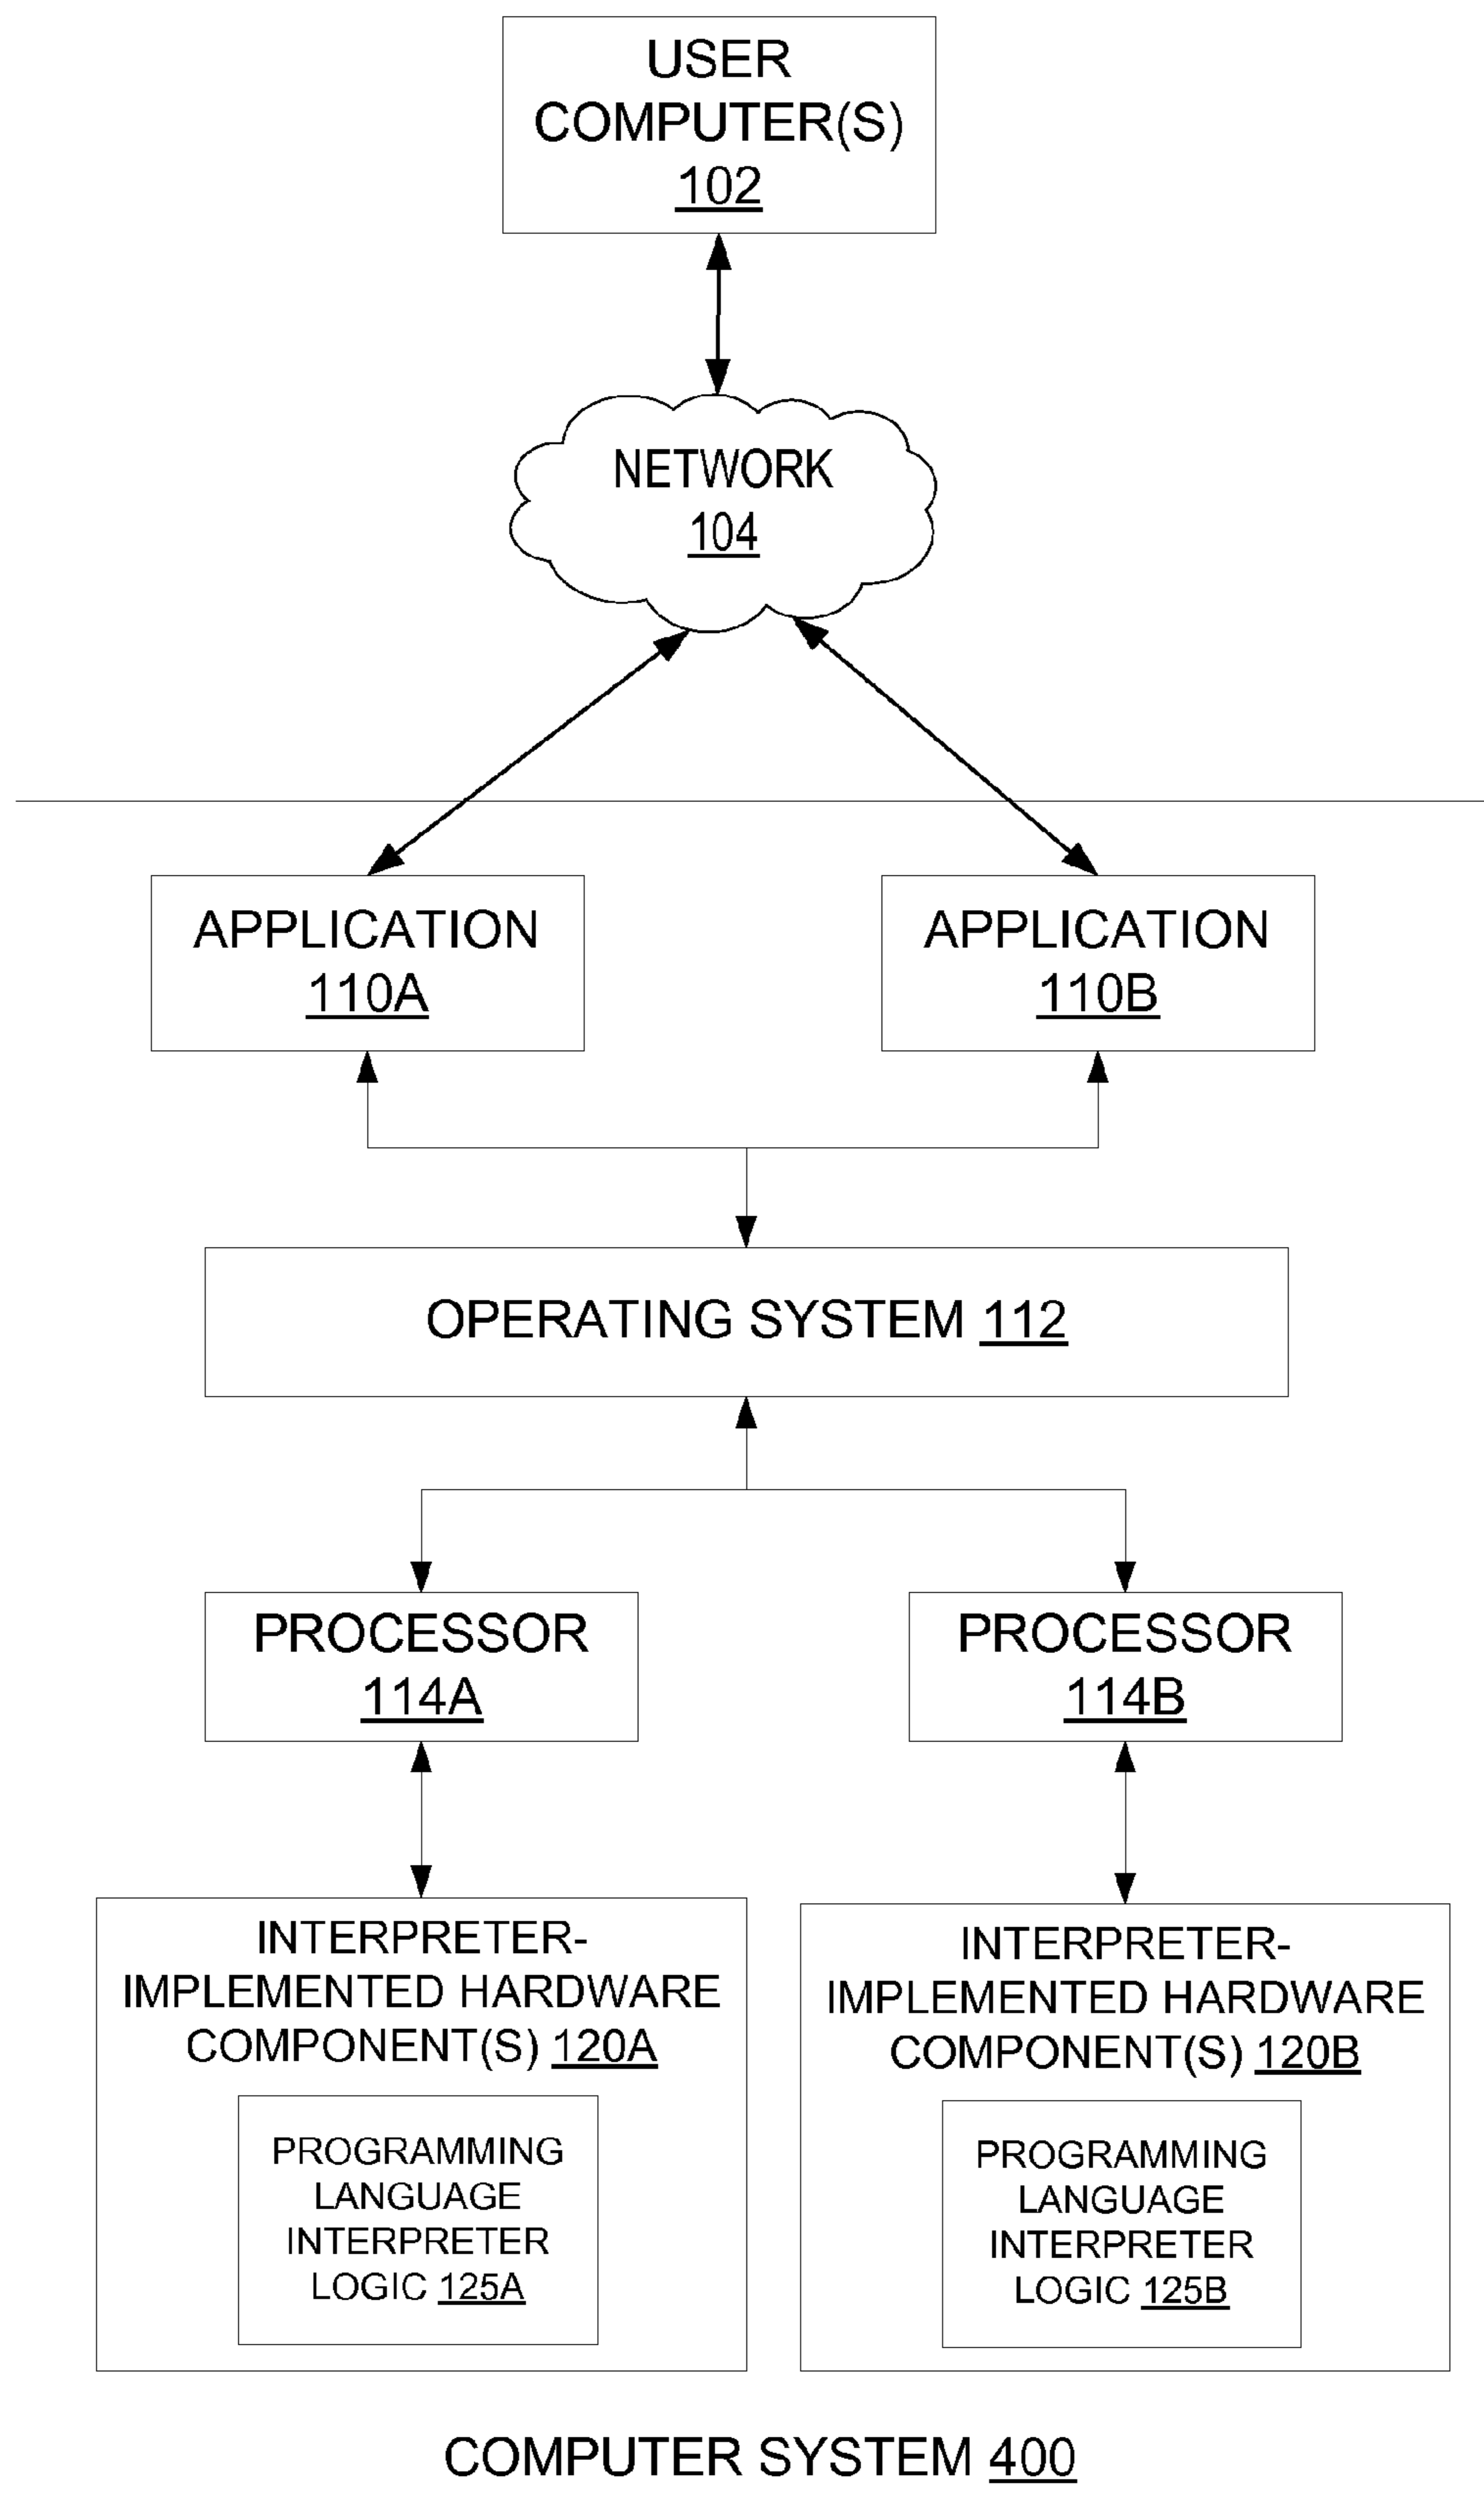 USER
COMPUTER(S)
102
NETWORK
104
APPLICATION
110A
APPLICATION
110B
OPERATING SYSTEM 112
PROCESSOR
114A
PROCESSOR
114B
INTERPRETER-
IMPLEMENTED HARDWARE
COMPONENT(S) 120A
PROGRAMMING
LANGUAGE
INTERPRETER
LOGIC 125A
INTERPRETER-
IMPLEMENTED HARDWARE
COMPONENT(S) 120B
PROGRAMMING
LANGUAGE
INTERPRETER
LOGIC 125B
COMPUTER SYSTEM 400